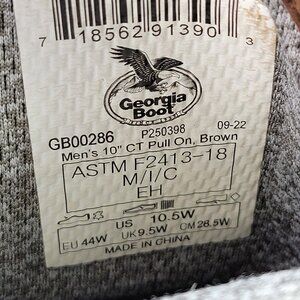 7 18562 91390 3
Georgia
Boot
GB00286 P250398 09-22
Men's 10" CT Pull On, Brown
ASTM F2413-18
M/I/C
EH
US 10.5W
EU 44W UK 9.5W CM 28.5W
MADE IN CHINA